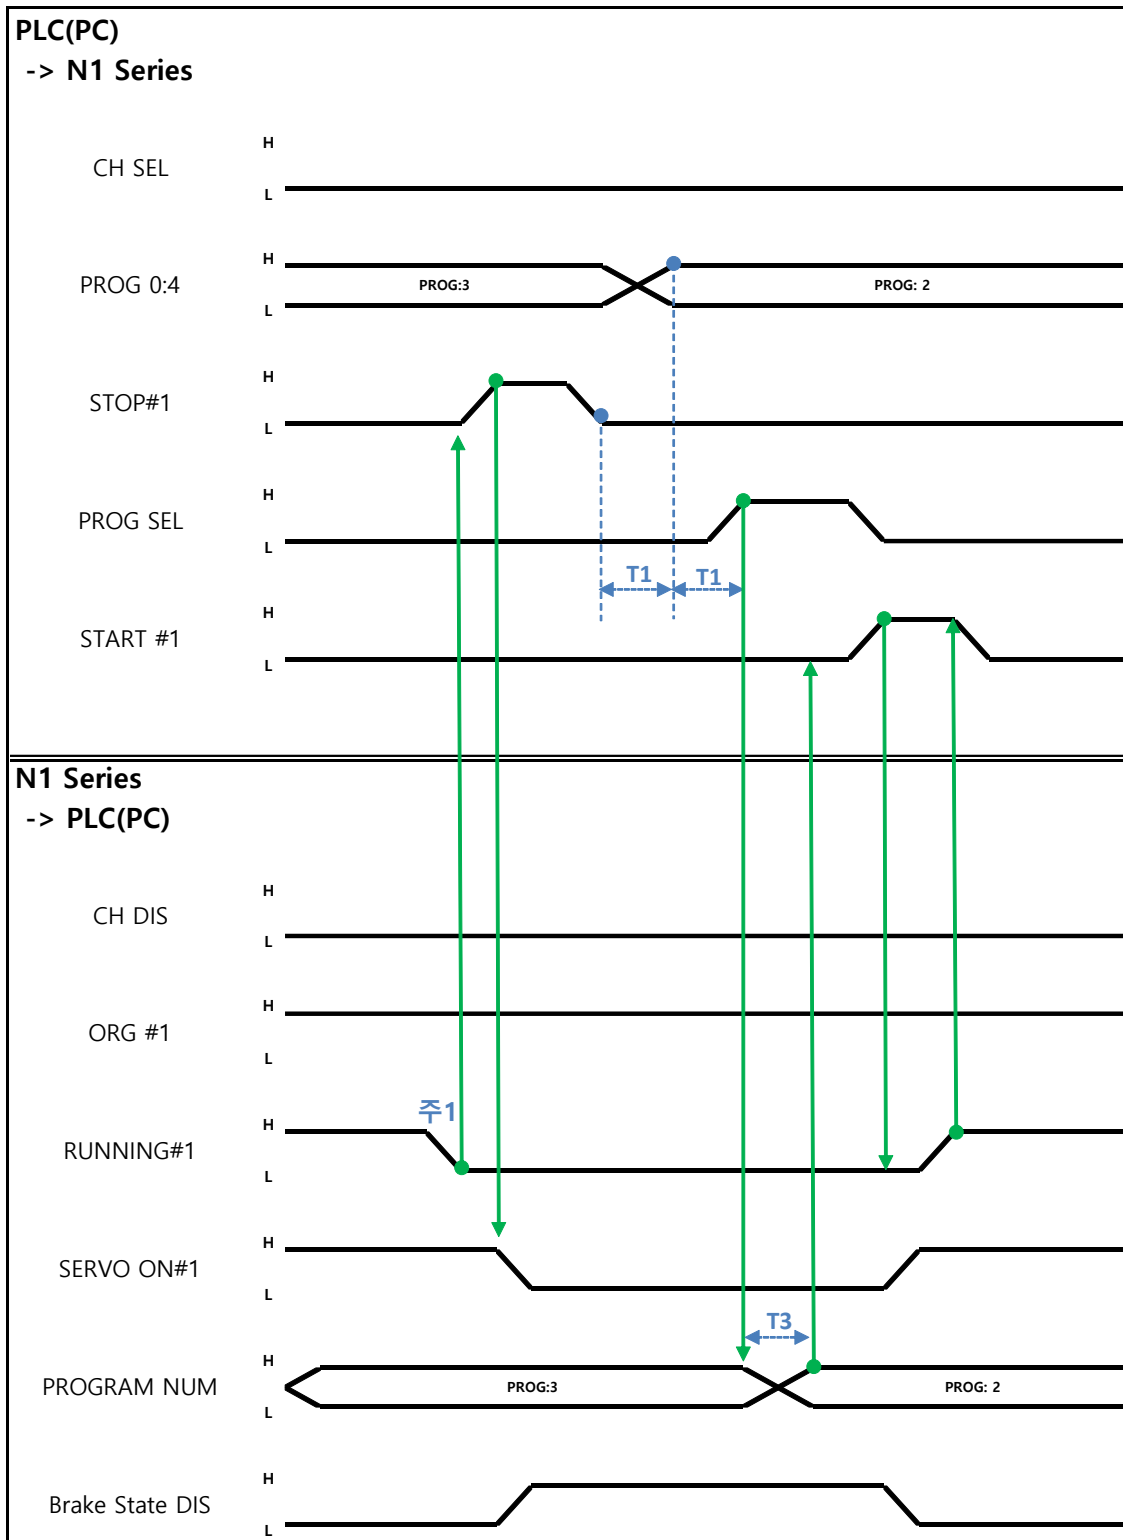 PLC(PC)
-> N1 Series
H
CH SEL
L
H
PROG 0:4
PROG:3
PROG: 2
L
H
STOP#1
L
H
PROG SEL
L
T1
T1
H
START #1
L
N1 Series
-> PLC(PC)
H
CH DIS
L
H
ORG #1
L
주1
H
RUNNING#1
L
H
SERVO ON#1
L
T3
H
PROGRAM NUM
PROG:3
PROG: 2
L
H
Brake State DIS
L